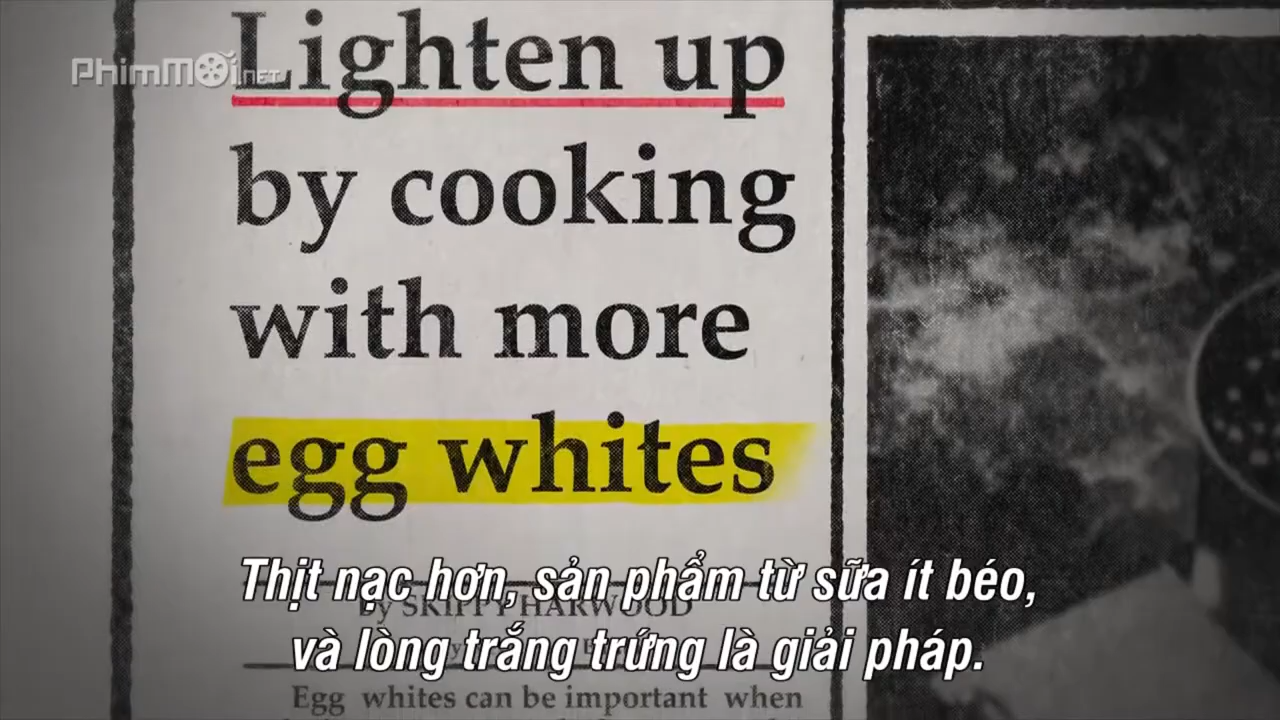 PhimMoi.NET
Lighten up
by cooking
with more
egg whites
Thịt nạc hơn, sản phẩm từ sữa ít béo,
by SKIPPY HARWOOD
và lòng trắng trứng là giải pháp.
Egg whites can be important when